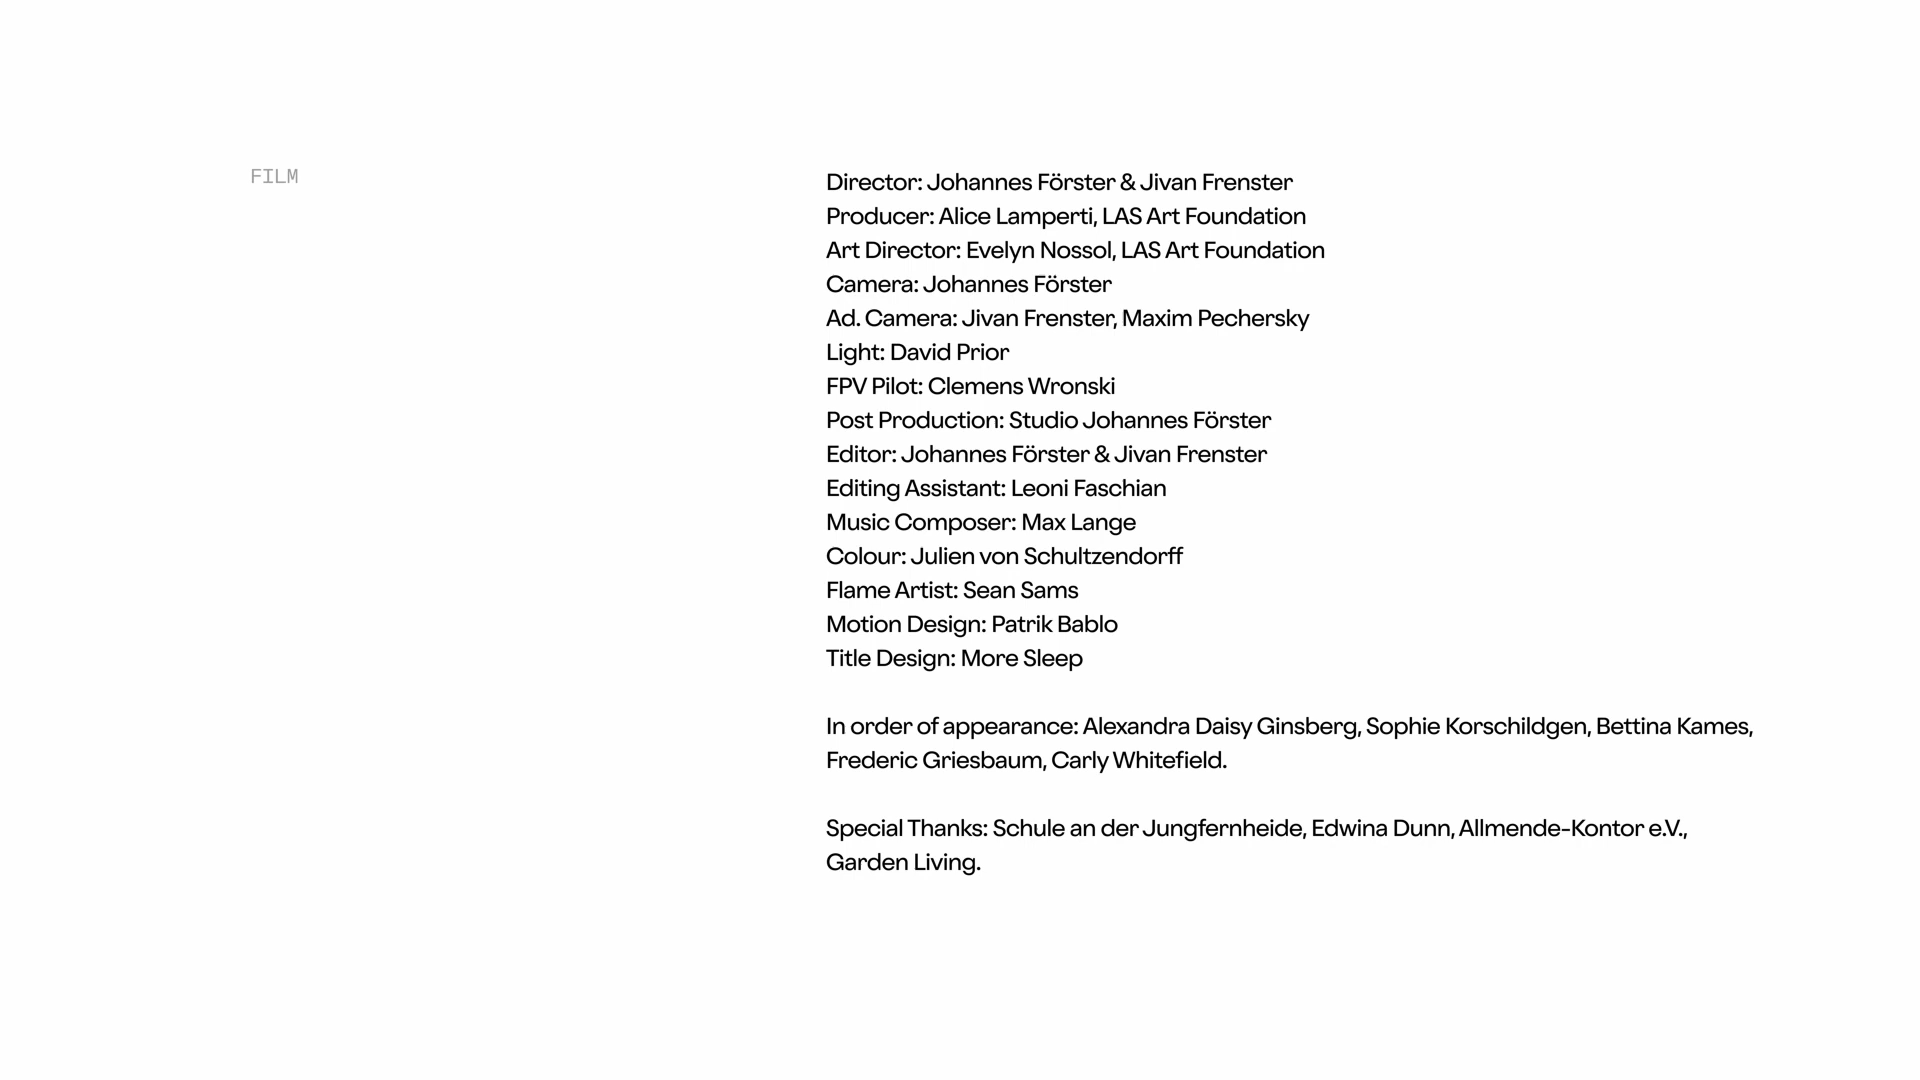 FILM
Director: Johannes Förster & Jivan Frenster
Producer: Alice Lamperti, LAS Art Foundation
Art Director: Evelyn Nossol, LAS Art Foundation
Camera: Johannes Förster
Ad. Camera: Jivan Frenster, Maxim Pechersky
Light: David Prior
FPV Pilot: Clemens Wronski
Post Production: Studio Johannes Förster
Editor: Johannes Förster & Jivan Frenster
Editing Assistant: Leoni Faschian
Music Composer: Max Lange
Colour: Julien von Schultzendorff
Flame Artist: Sean Sams
Motion Design: Patrik Bablo
Title Design: More Sleep
In order of appearance: Alexandra Daisy Ginsberg, Sophie Korschildgen, Bettina Kames,
Frederic Griesbaum, Carly Whitefield.
Special Thanks: Schule an der Jungfernheide, Edwina Dunn, Allmende-Kontor e.V.,
Garden Living.